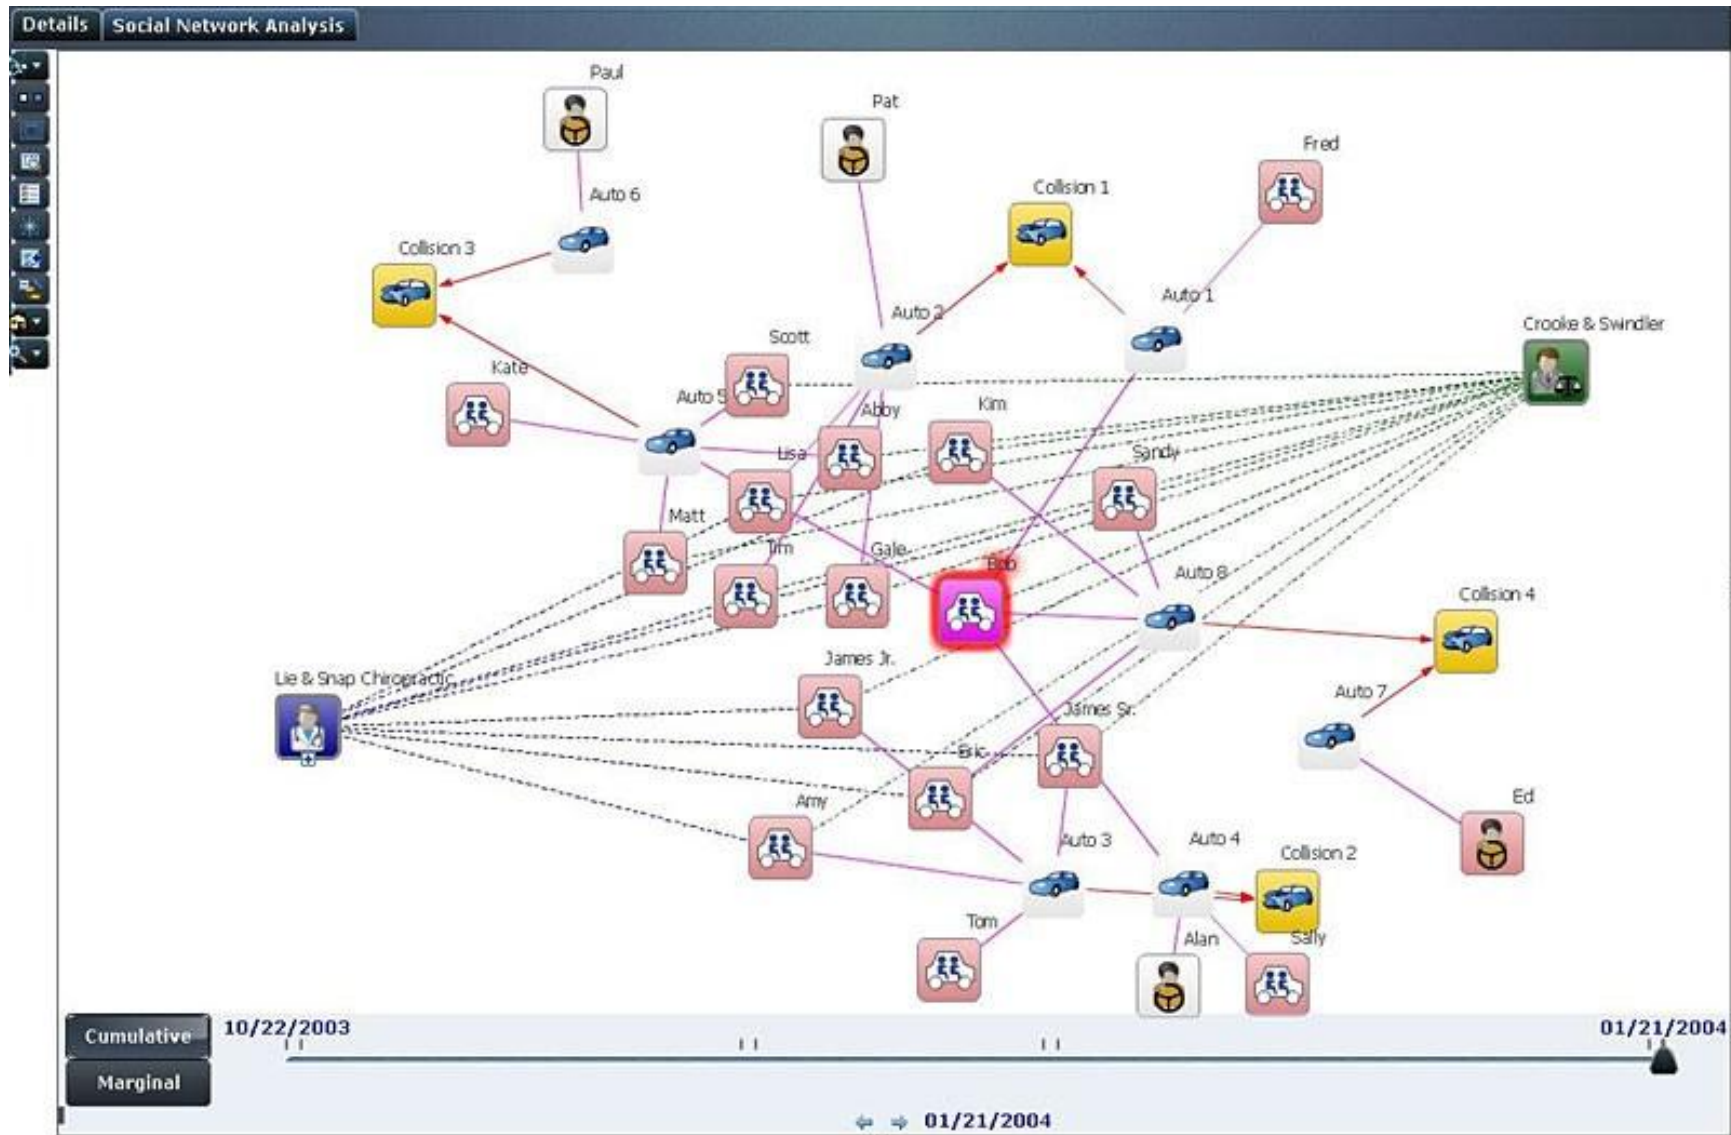 Details
Social Network Analysis
Paul
Pat
Fred
Collision 1
Auto 6
Collision 3
Auto 1
Auto 2
Crooke & Swindler
Scott
Kate
Auto 5
Abby
Kim
Lisa
Sandy
Matt
Tim
Gale
Bob
Auto 8
Collision 4
James Jr.
Lie & Snap Chiropractic
Auto 7
James Sr.
Eric
Amy
Ed
Auto 3
Auto 4
Collision 2
Tom
Alan
Sally
Cumulative
10/22/2003
01/21/2004
Marginal
01/21/2004